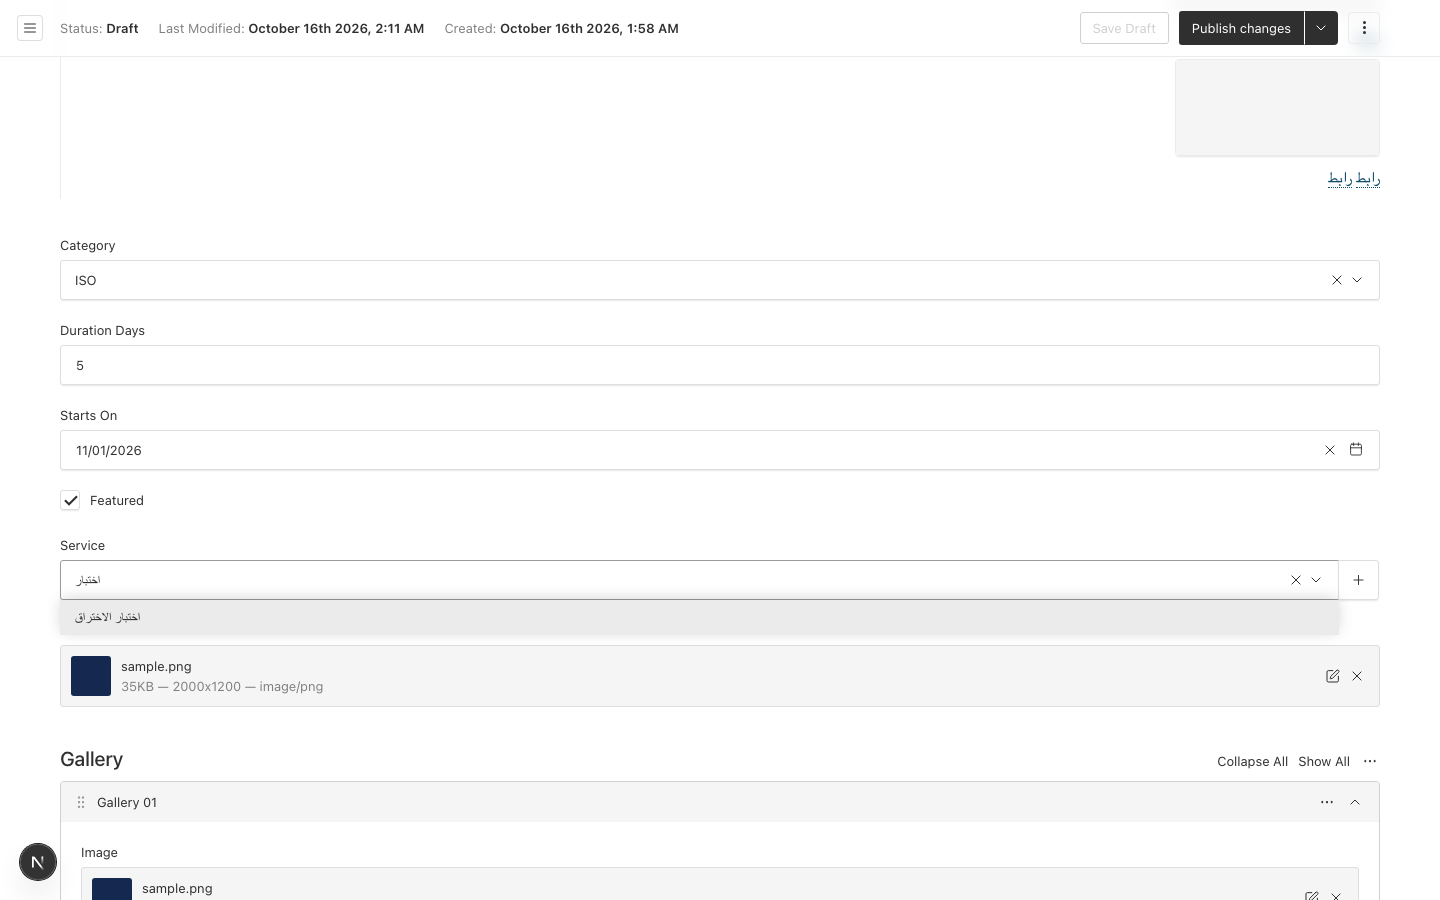 Status: Draft Last Modified: October 16th 2026, 2:11 AM Created: October 16th 2026, 1:58 AM Save Draft Publish changes
رابط رابط
Category
ISO
Duration Days
5
Starts On
11/01/2026
Featured
Service
اختبار
اختبار الاختراق
sample.png
35KB — 2000x1200 — image/png
Gallery Collapse All Show All
Gallery 01
Image
sample.png
N